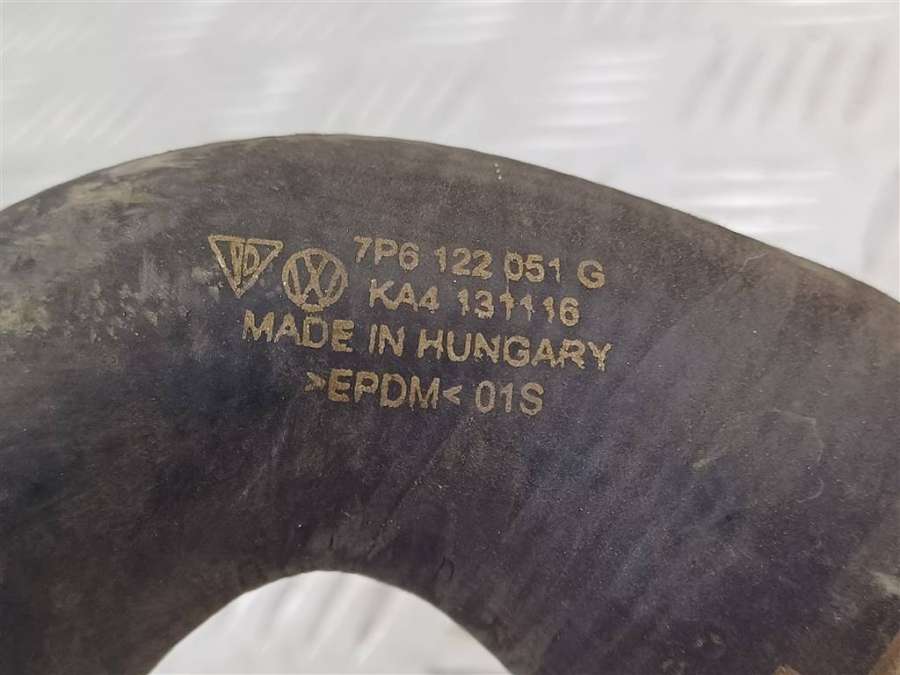 7P6 122 051 G
KA4 131116
MADE IN HUNGARY
>EPDM< 01S